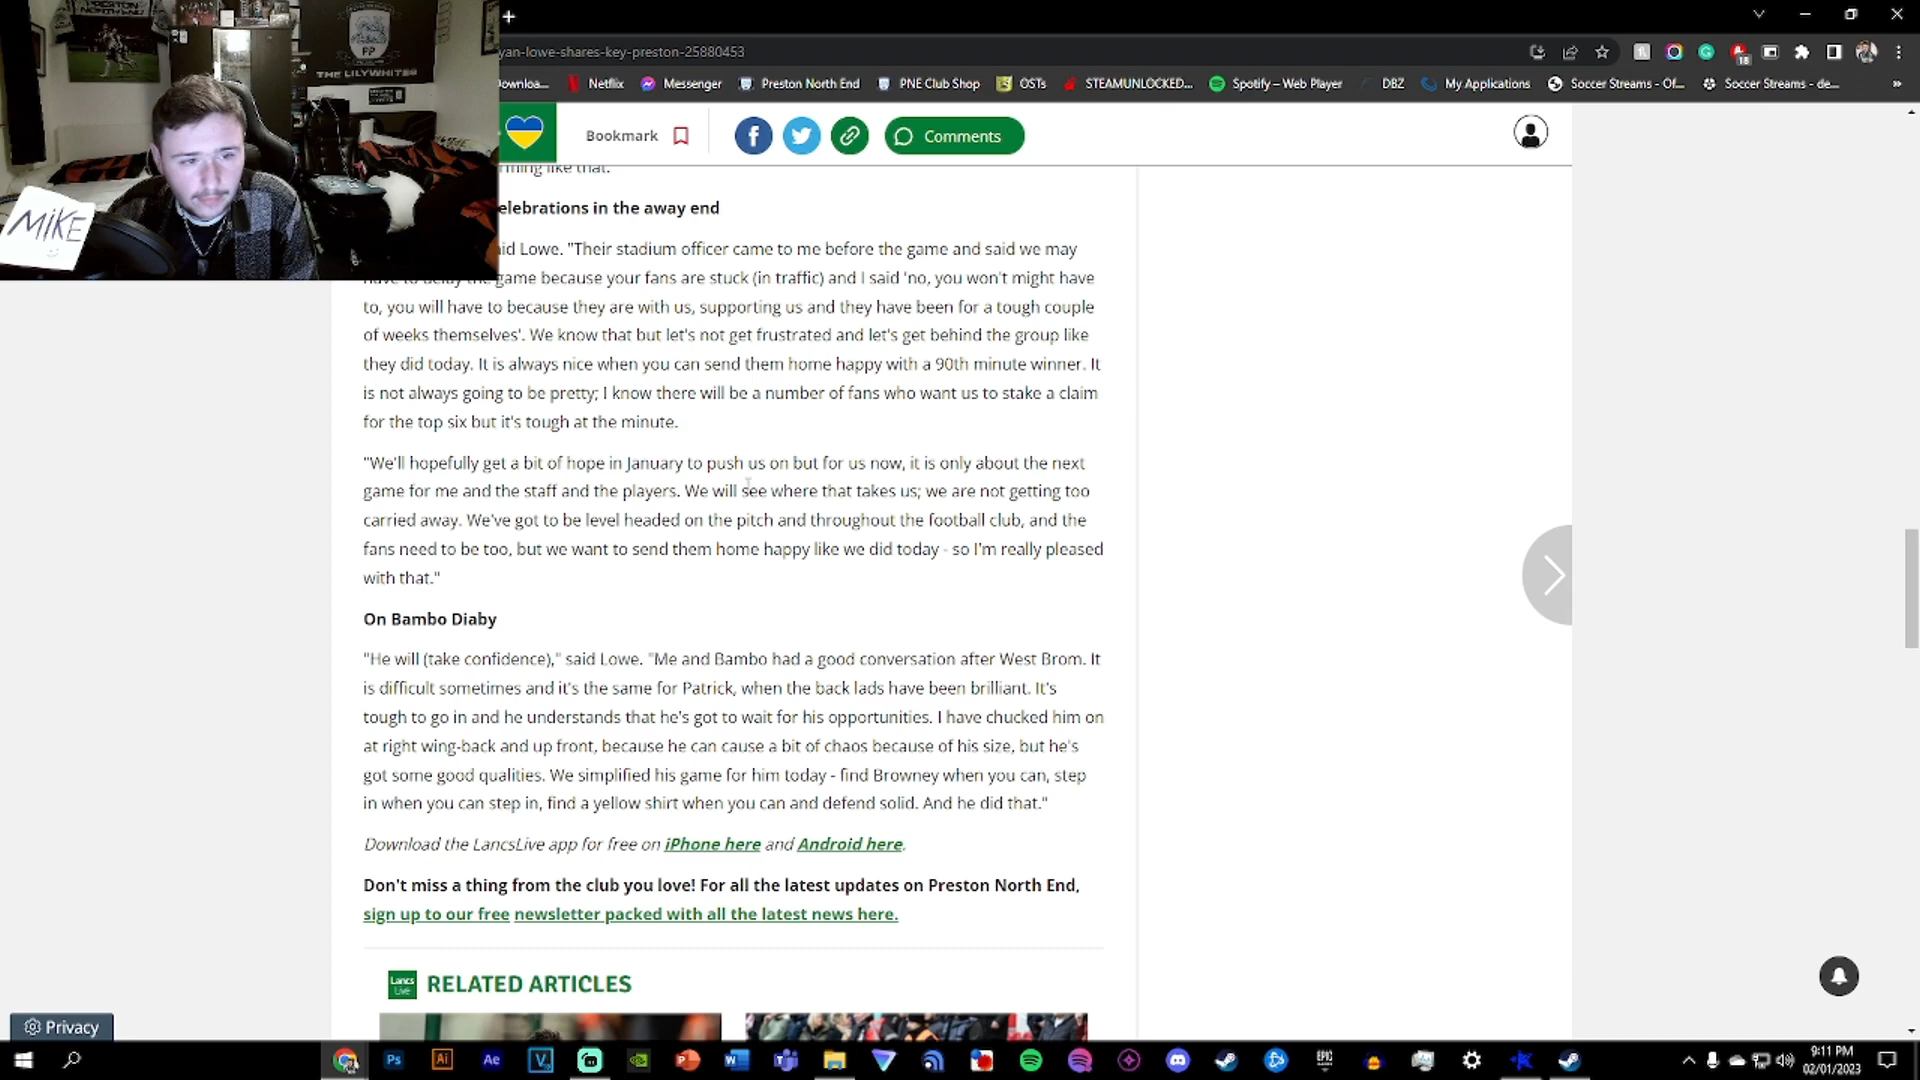 PRESTON
PP
THE LILYWHITES
MIKE
yan-lowe-shares-key-preston-25880453
18
Downloa...
Netflix
Messenger
Preston North End
PNE Club Shop
OSTs
STEAMUNLOCKED...
Spotify – Web Player
DBZ
My Applications
Soccer Streams - Of...
Soccer Streams - de...
»
Bookmark
Comments
rming like that.
elebrations in the away end
aid Lowe. "Their stadium officer came to me before the game and said we may
have to delay the game because your fans are stuck (in traffic) and I said 'no, you won't might have
to, you will have to because they are with us, supporting us and they have been for a tough couple
of weeks themselves'. We know that but let's not get frustrated and let's get behind the group like
they did today. It is always nice when you can send them home happy with a 90th minute winner. It
is not always going to be pretty; I know there will be a number of fans who want us to stake a claim
for the top six but it's tough at the minute.
"We'll hopefully get a bit of hope in January to push us on but for us now, it is only about the next
game for me and the staff and the players. We will see where that takes us; we are not getting too
carried away. We've got to be level headed on the pitch and throughout the football club, and the
fans need to be too, but we want to send them home happy like we did today - so I'm really pleased
with that."
On Bambo Diaby
"He will (take confidence)," said Lowe. "Me and Bambo had a good conversation after West Brom. It
is difficult sometimes and it's the same for Patrick, when the back lads have been brilliant. It's
tough to go in and he understands that he's got to wait for his opportunities. I have chucked him on
at right wing-back and up front, because he can cause a bit of chaos because of his size, but he's
got some good qualities. We simplified his game for him today - find Browney when you can, step
in when you can step in, find a yellow shirt when you can and defend solid. And he did that."
Download the LancsLive app for free on iPhone here and Android here.
Don't miss a thing from the club you love! For all the latest updates on Preston North End,
sign up to our free newsletter packed with all the latest news here.
Lancs
Live
RELATED ARTICLES
Privacy
Ps
Ai
Ae
EPIC
9:11 PM
02/01/2023